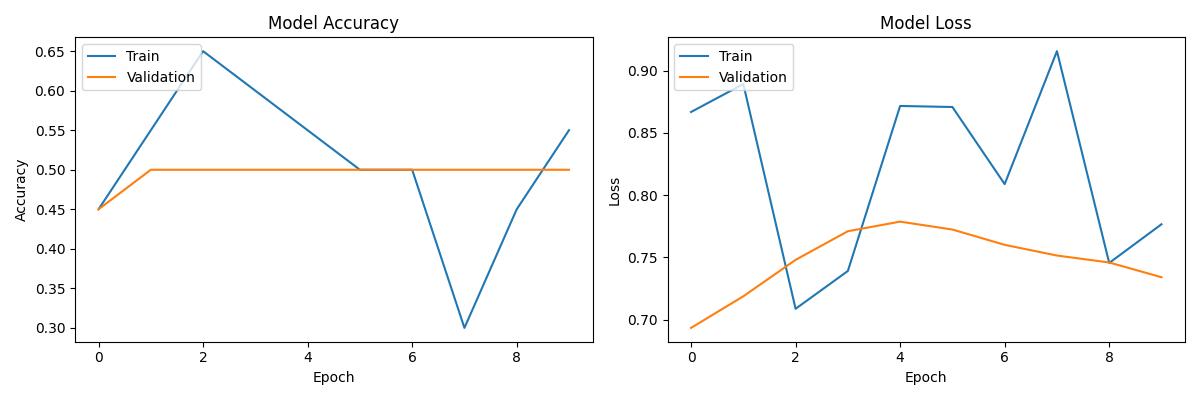 Model Accuracy
Train
Validation
0.65
0.60
0.55
0.50
0.45
0.40
0.35
0.30
Accuracy
0 2 4 6 8
Epoch
Model Loss
Train
Validation
0.90
0.85
0.80
0.75
0.70
Loss
0 2 4 6 8
Epoch